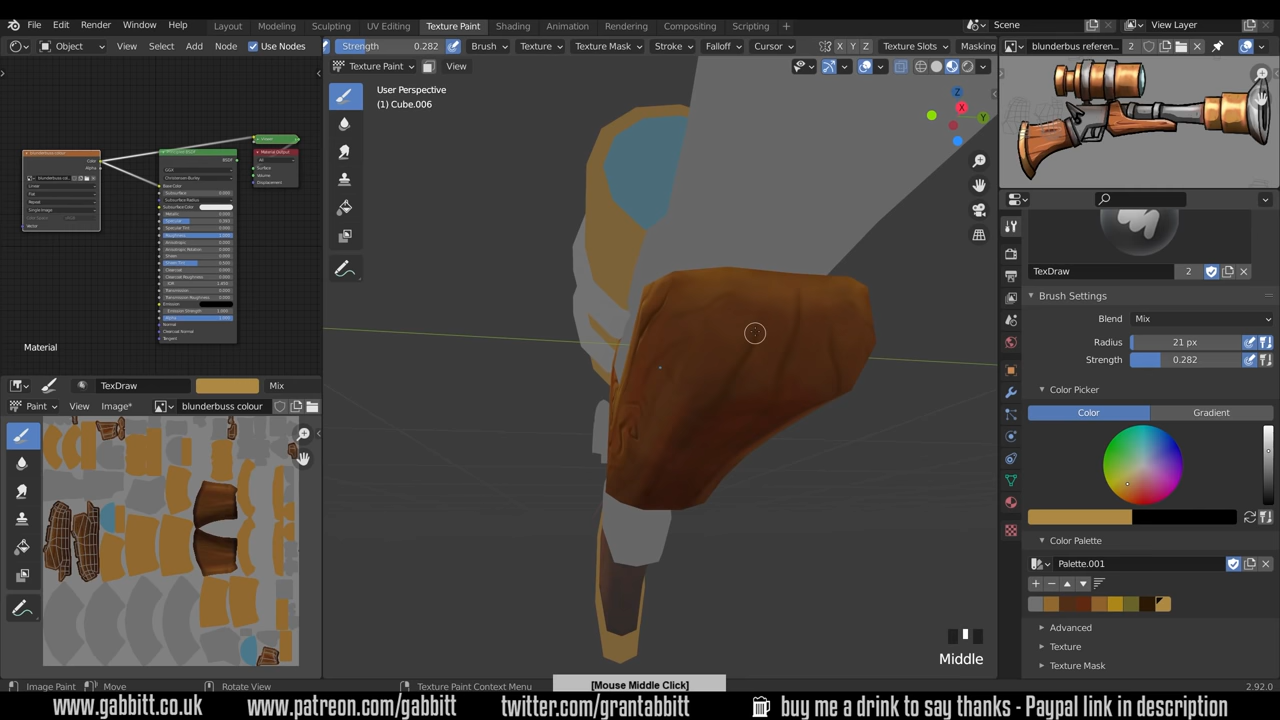 File Edit Render Window Help Layout Modeling Sculpting UV Editing Texture Paint Shading Animation Rendering Compositing Scripting + Scene View Layer
Object View Select Add Node Use Nodes Strength 0.282 Brush Texture Texture Mask Stroke Falloff Cursor X Y Z Texture Slots Masking blunderbus referen... 2
Texture Paint View
User Perspective
(1) Cube.006
Z
X
Y
Material
TexDraw 2
Brush Settings
Blend Mix
Radius 21 px
Strength 0.282
Color Picker
Color Gradient
Color Palette
Palette.001
Advanced
Texture
Texture Mask
TexDraw Mix
Paint View Image* blunderbuss colour
Middle
Image Paint Move Rotate View Texture Paint Context Menu 2.92.0
[Mouse Middle Click]
www.gabbitt.co.uk www.patreon.com/gabbitt twitter.com/grantabbitt buy me a drink to say thanks - Paypal link in description